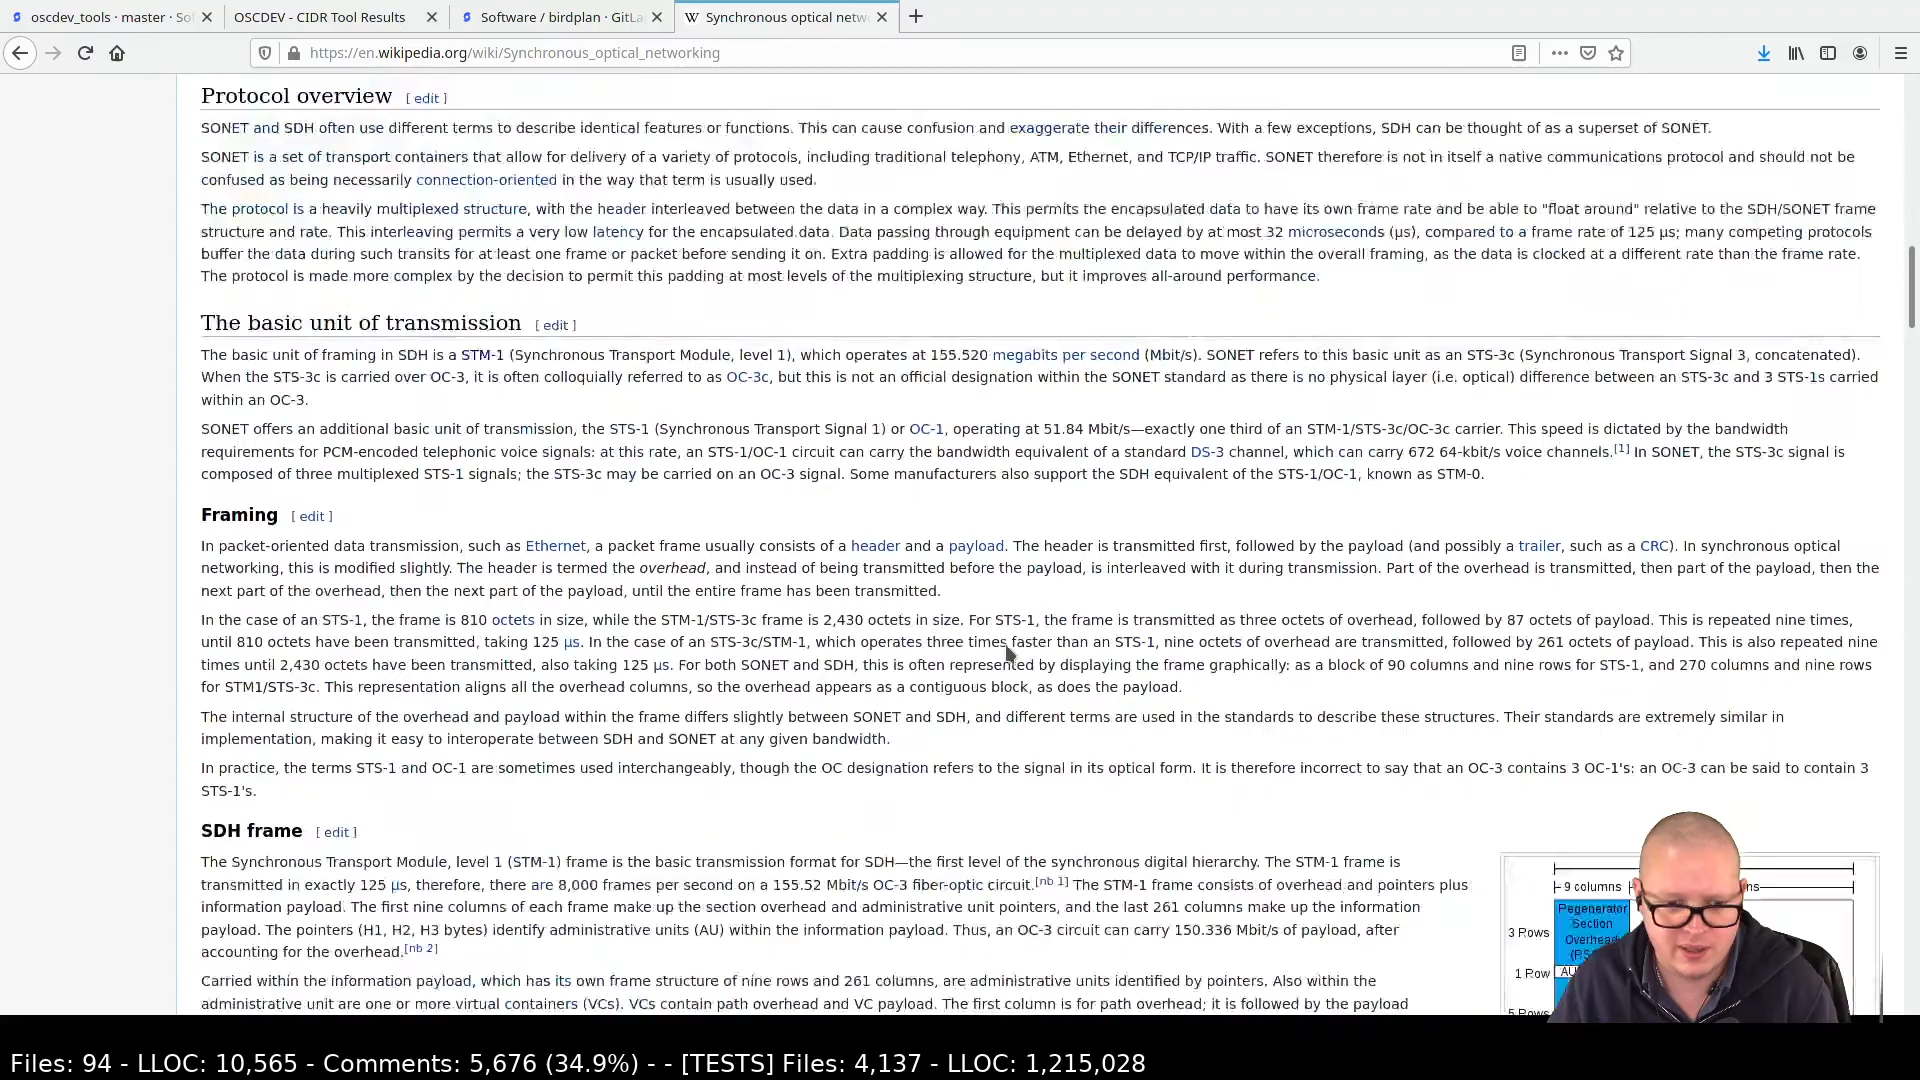 oscdev_tools · master · Sof
OSCDEV - CIDR Tool Results
Software / birdplan · GitLa
W Synchronous optical netw
https://en.wikipedia.org/wiki/Synchronous_optical_networking
Protocol overview [ edit ]
SONET and SDH often use different terms to describe identical features or functions. This can cause confusion and exaggerate their differences. With a few exceptions, SDH can be thought of as a superset of SONET.
SONET is a set of transport containers that allow for delivery of a variety of protocols, including traditional telephony, ATM, Ethernet, and TCP/IP traffic. SONET therefore is not in itself a native communications protocol and should not be
confused as being necessarily connection-oriented in the way that term is usually used.
The protocol is a heavily multiplexed structure, with the header interleaved between the data in a complex way. This permits the encapsulated data to have its own frame rate and be able to "float around" relative to the SDH/SONET frame
structure and rate. This interleaving permits a very low latency for the encapsulated data. Data passing through equipment can be delayed by at most 32 microseconds (μs), compared to a frame rate of 125 μs; many competing protocols
buffer the data during such transits for at least one frame or packet before sending it on. Extra padding is allowed for the multiplexed data to move within the overall framing, as the data is clocked at a different rate than the frame rate.
The protocol is made more complex by the decision to permit this padding at most levels of the multiplexing structure, but it improves all-around performance.
The basic unit of transmission [ edit ]
The basic unit of framing in SDH is a STM-1 (Synchronous Transport Module, level 1), which operates at 155.520 megabits per second (Mbit/s). SONET refers to this basic unit as an STS-3c (Synchronous Transport Signal 3, concatenated).
When the STS-3c is carried over OC-3, it is often colloquially referred to as OC-3c, but this is not an official designation within the SONET standard as there is no physical layer (i.e. optical) difference between an STS-3c and 3 STS-1s carried
within an OC-3.
SONET offers an additional basic unit of transmission, the STS-1 (Synchronous Transport Signal 1) or OC-1, operating at 51.84 Mbit/s—exactly one third of an STM-1/STS-3c/OC-3c carrier. This speed is dictated by the bandwidth
requirements for PCM-encoded telephonic voice signals: at this rate, an STS-1/OC-1 circuit can carry the bandwidth equivalent of a standard DS-3 channel, which can carry 672 64-kbit/s voice channels.[1] In SONET, the STS-3c signal is
composed of three multiplexed STS-1 signals; the STS-3c may be carried on an OC-3 signal. Some manufacturers also support the SDH equivalent of the STS-1/OC-1, known as STM-0.
Framing [ edit ]
In packet-oriented data transmission, such as Ethernet, a packet frame usually consists of a header and a payload. The header is transmitted first, followed by the payload (and possibly a trailer, such as a CRC). In synchronous optical
networking, this is modified slightly. The header is termed the overhead, and instead of being transmitted before the payload, is interleaved with it during transmission. Part of the overhead is transmitted, then part of the payload, then the
next part of the overhead, then the next part of the payload, until the entire frame has been transmitted.
In the case of an STS-1, the frame is 810 octets in size, while the STM-1/STS-3c frame is 2,430 octets in size. For STS-1, the frame is transmitted as three octets of overhead, followed by 87 octets of payload. This is repeated nine times,
until 810 octets have been transmitted, taking 125 μs. In the case of an STS-3c/STM-1, which operates three times faster than an STS-1, nine octets of overhead are transmitted, followed by 261 octets of payload. This is also repeated nine
times until 2,430 octets have been transmitted, also taking 125 μs. For both SONET and SDH, this is often represented by displaying the frame graphically: as a block of 90 columns and nine rows for STS-1, and 270 columns and nine rows
for STM1/STS-3c. This representation aligns all the overhead columns, so the overhead appears as a contiguous block, as does the payload.
The internal structure of the overhead and payload within the frame differs slightly between SONET and SDH, and different terms are used in the standards to describe these structures. Their standards are extremely similar in
implementation, making it easy to interoperate between SDH and SONET at any given bandwidth.
In practice, the terms STS-1 and OC-1 are sometimes used interchangeably, though the OC designation refers to the signal in its optical form. It is therefore incorrect to say that an OC-3 contains 3 OC-1's: an OC-3 can be said to contain 3
STS-1's.
SDH frame [ edit ]
The Synchronous Transport Module, level 1 (STM-1) frame is the basic transmission format for SDH—the first level of the synchronous digital hierarchy. The STM-1 frame is
transmitted in exactly 125 μs, therefore, there are 8,000 frames per second on a 155.52 Mbit/s OC-3 fiber-optic circuit.[nb 1] The STM-1 frame consists of overhead and pointers plus
information payload. The first nine columns of each frame make up the section overhead and administrative unit pointers, and the last 261 columns make up the information
payload. The pointers (H1, H2, H3 bytes) identify administrative units (AU) within the information payload. Thus, an OC-3 circuit can carry 150.336 Mbit/s of payload, after
accounting for the overhead.[nb 2]
Carried within the information payload, which has its own frame structure of nine rows and 261 columns, are administrative units identified by pointers. Also within the
administrative unit are one or more virtual containers (VCs). VCs contain path overhead and VC payload. The first column is for path overhead; it is followed by the payload
9 columns
Regenerator
3 Rows
Section
Overhead
1 Row
5 Rows
Files: 94 - LLOC: 10,565 - Comments: 5,676 (34.9%) - - [TESTS] Files: 4,137 - LLOC: 1,215,028